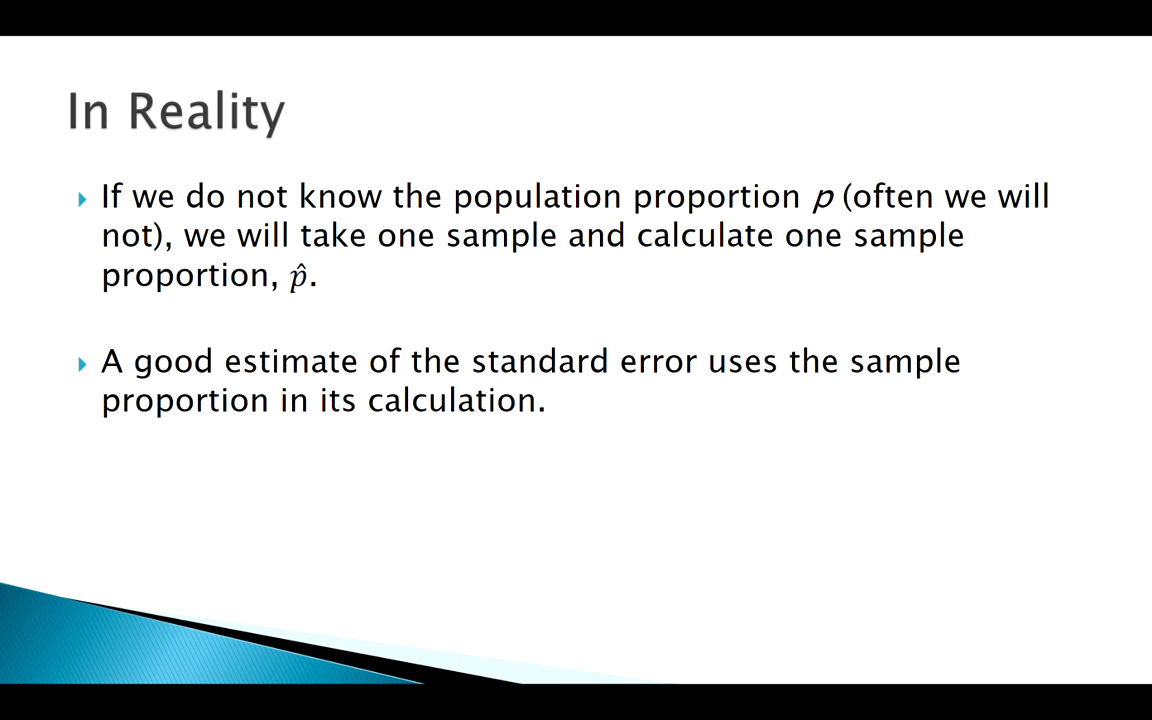 In Reality
If we do not know the population proportion p (often we will
not), we will take one sample and calculate one sample
proportion, p̂.
A good estimate of the standard error uses the sample
proportion in its calculation.